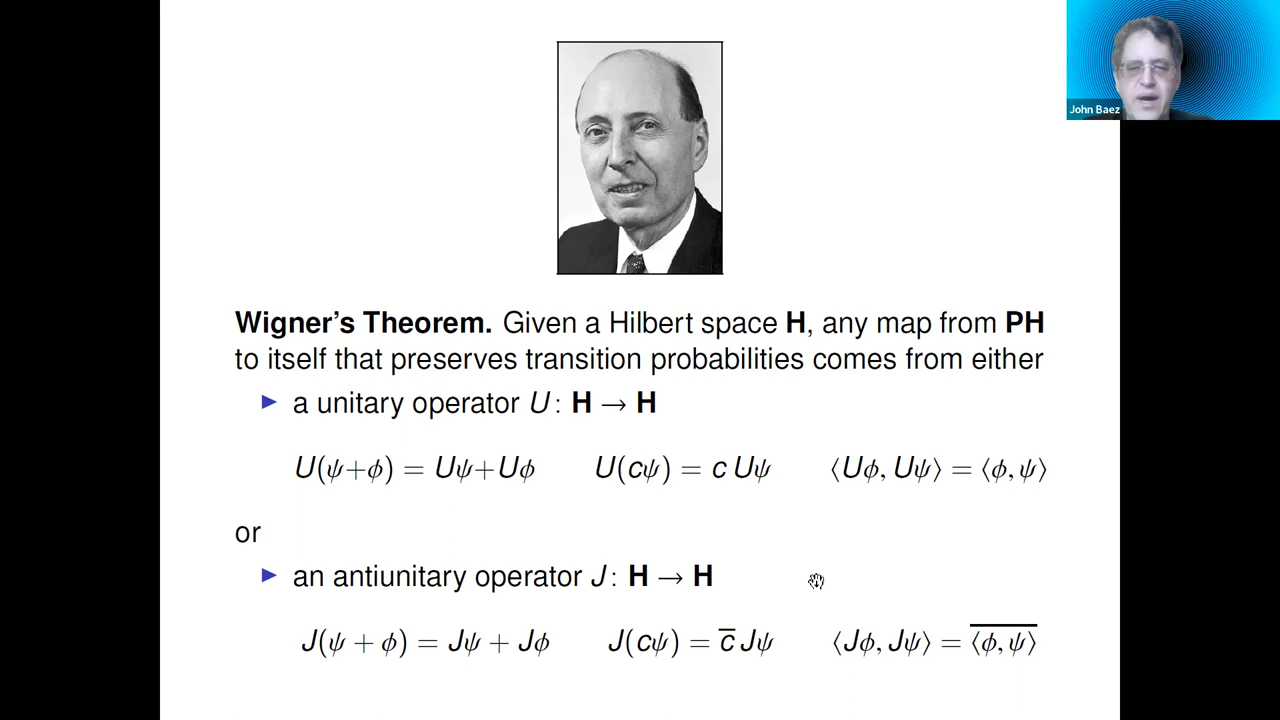 John Baez
Wigner's Theorem. Given a Hilbert space H, any map from PH
to itself that preserves transition probabilities comes from either
▶ a unitary operator U: H → H
U(ψ+ϕ) = Uψ+Uϕ U(cψ) = c Uψ ⟨Uϕ, Uψ⟩ = ⟨ϕ, ψ⟩
or
▶ an antiunitary operator J: H → H
J(ψ + ϕ) = Jψ + Jϕ J(cψ) = c̅ Jψ ⟨Jϕ, Jψ⟩ = \overline{⟨ϕ, ψ⟩}